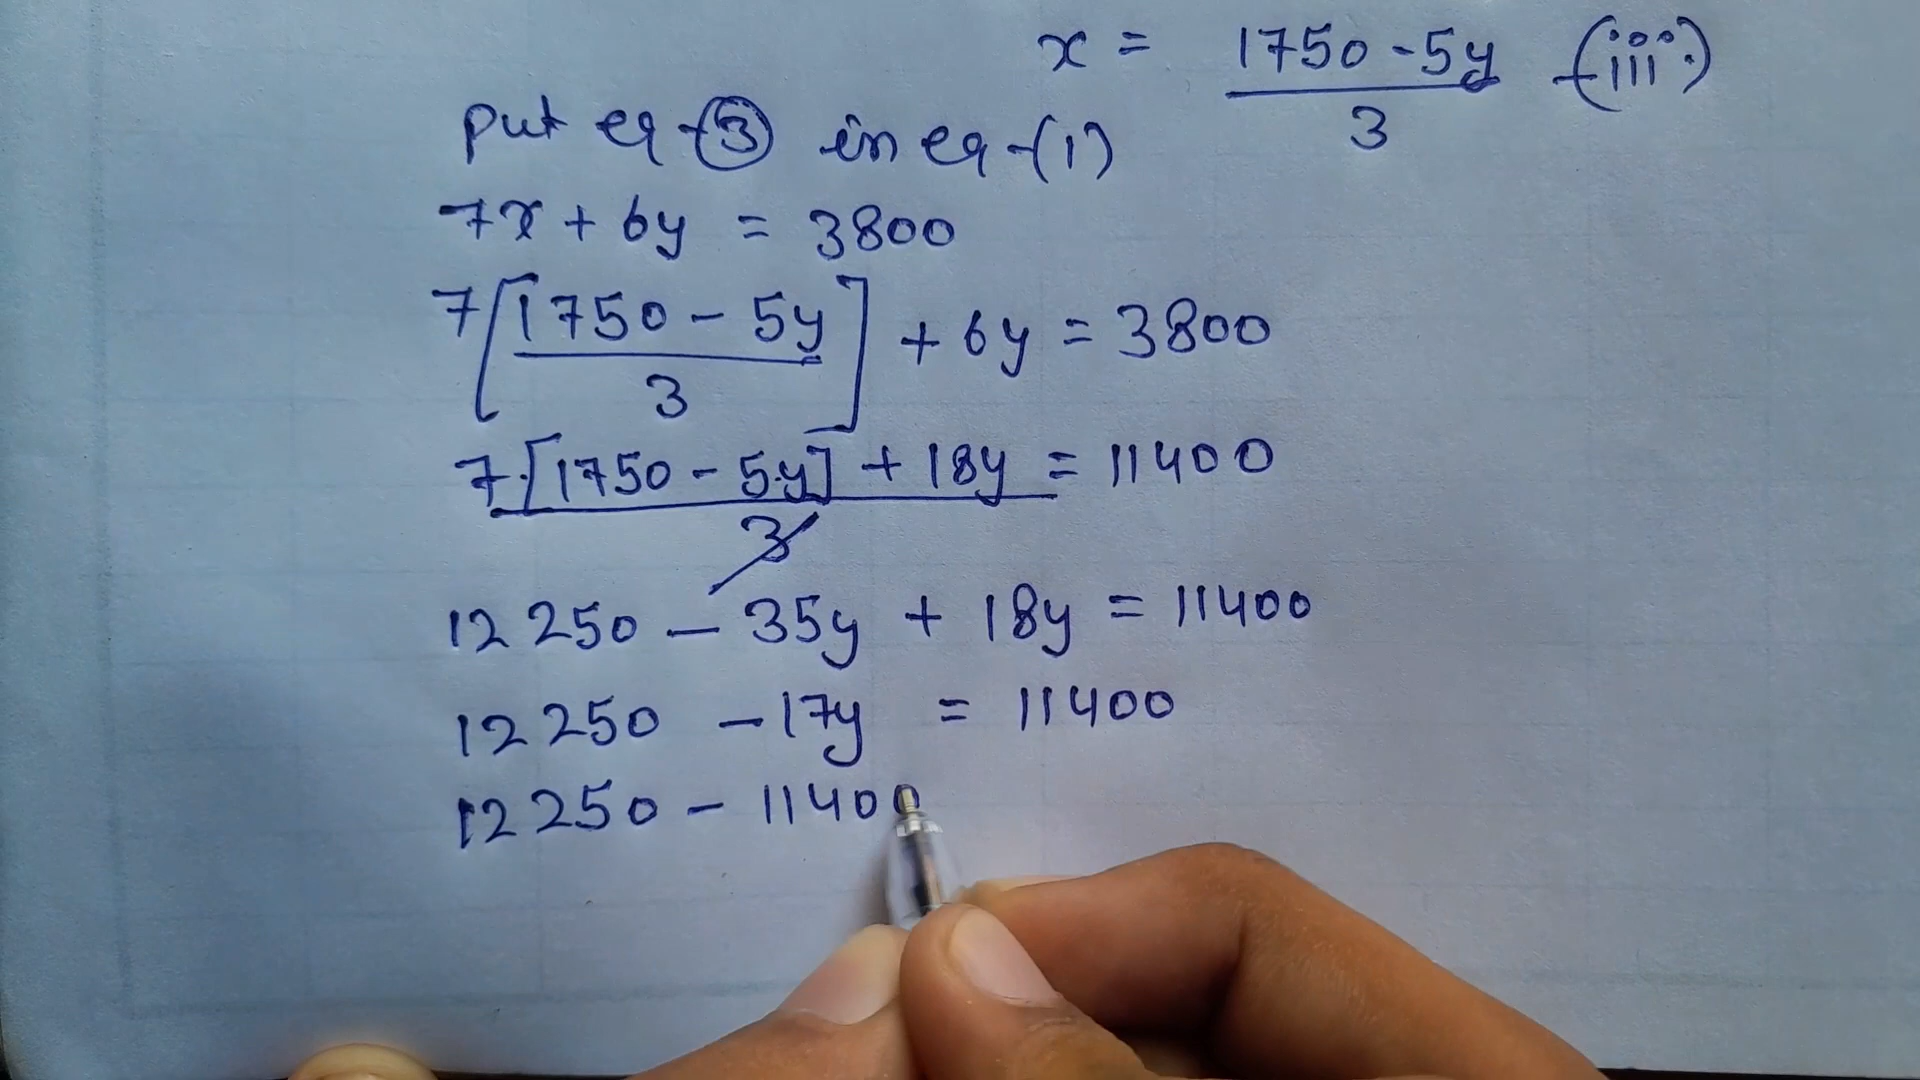 x = 1750 - 5y / 3 -(iii)
put eq -(3) in eq -(1)
7x + 6y = 3800
7[1750 - 5y / 3] + 6y = 3800
7.[1750 - 5y] + 18y / 3 = 11400
12250 - 35y + 18y = 11400
12250 - 17y = 11400
12250 - 11400